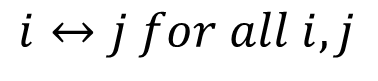 i ↔ j for all i, j